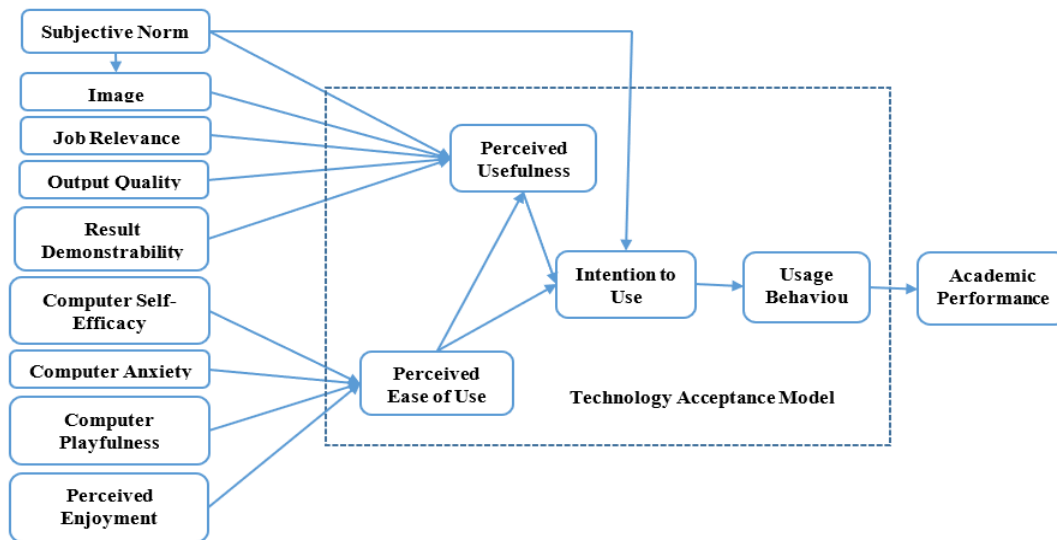 Subjective Norm
Image
Job Relevance
Output Quality
Result
Demonstrability
Computer Self-
Efficacy
Computer Anxiety
Computer
Playfulness
Perceived
Enjoyment
Perceived
Usefulness
Perceived
Ease of Use
Intention to
Use
Usage
Behaviou
Academic
Performance
Technology Acceptance Model